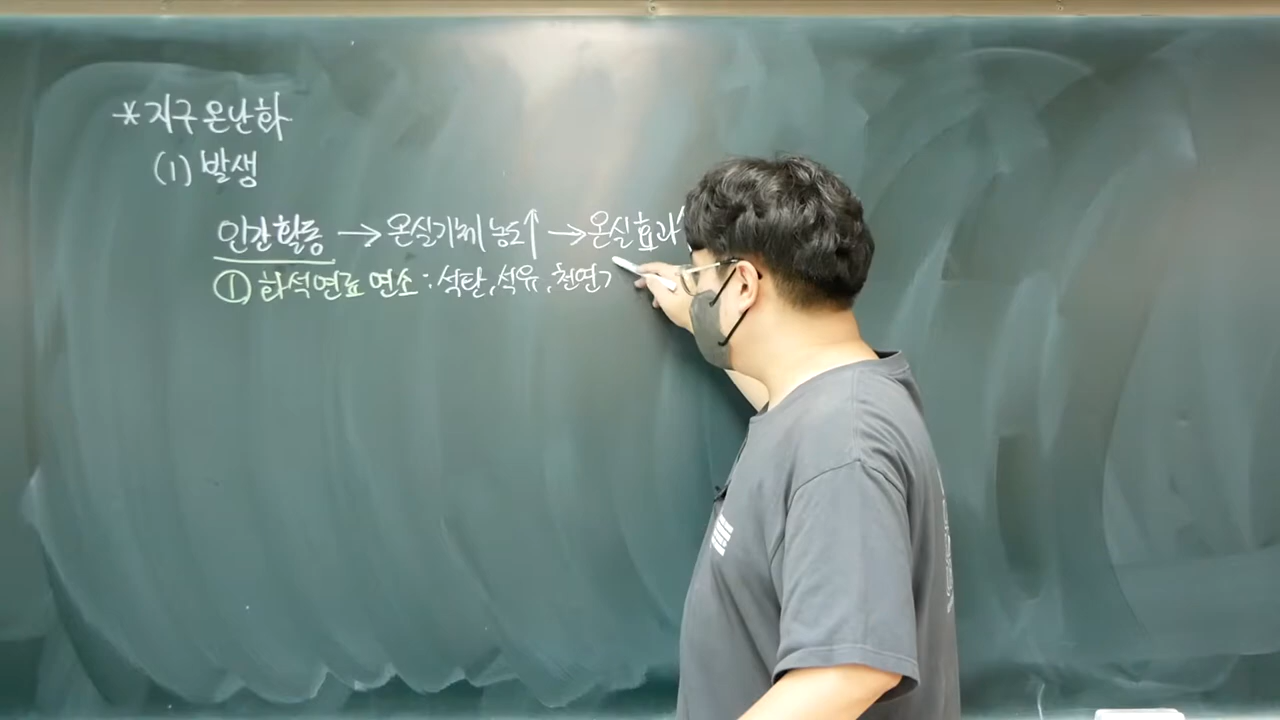 * 지구온난화
(1) 발생
인간활동 → 온실기체 농도↑ → 온실효과↑
① 화석연료 연소 : 석탄, 석유, 천연ㄱ